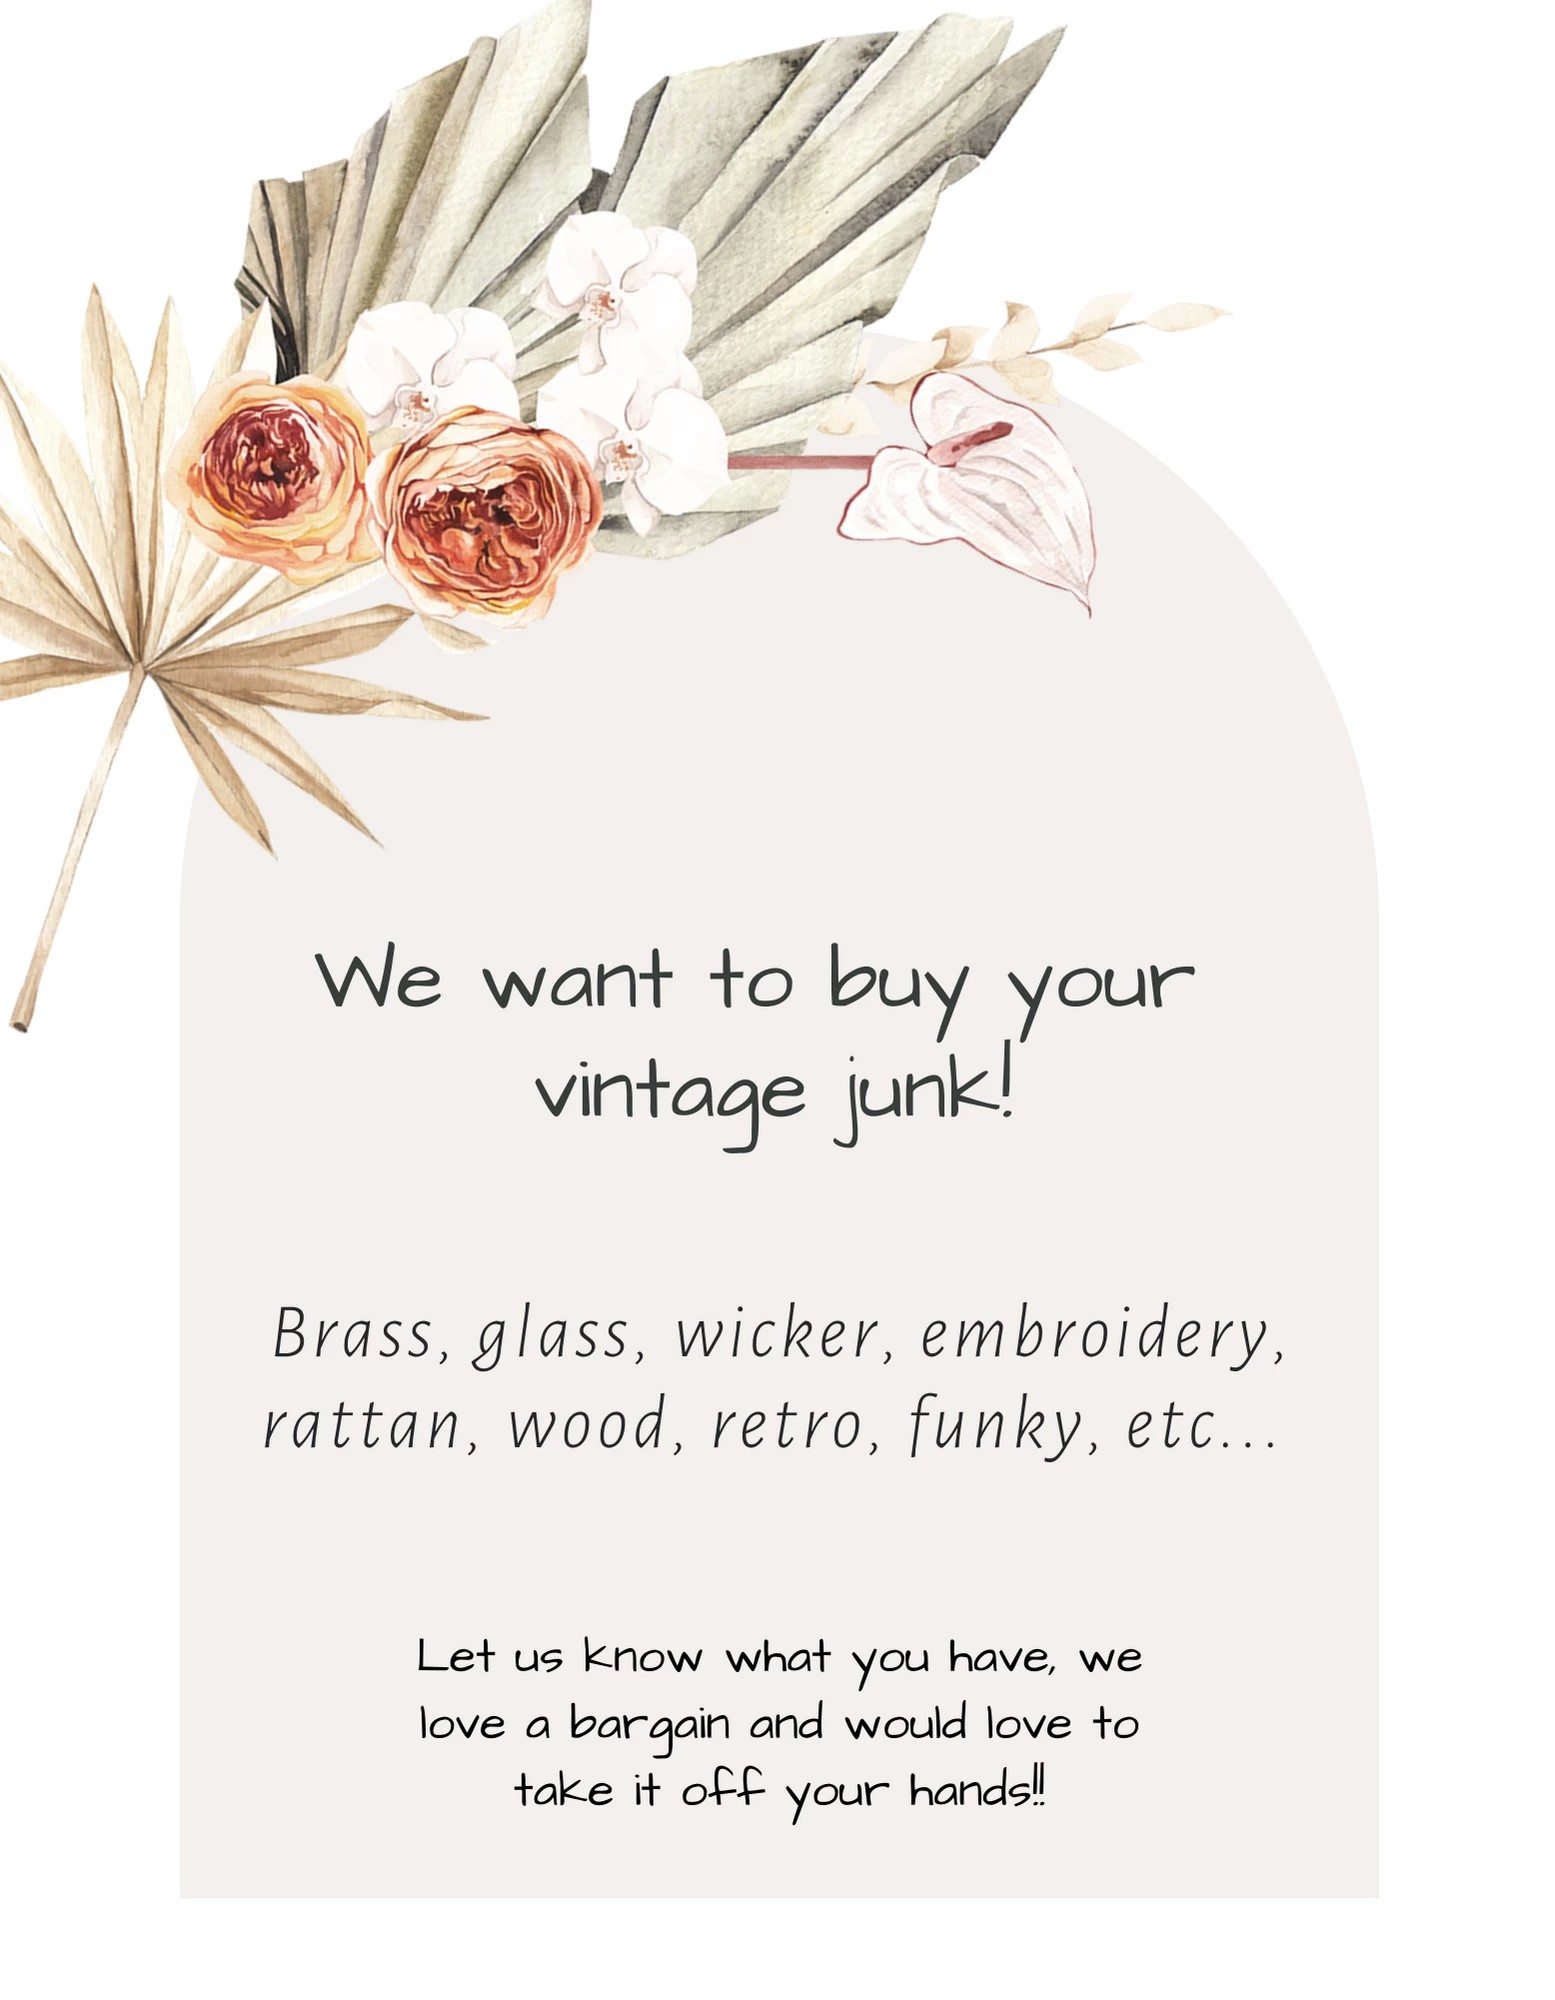 We want to buy your
vintage junk!
Brass, glass, wicker, embroidery,
rattan, wood, retro, funky, etc...
Let us know what you have, we
love a bargain and would love to
take it off your hands!!